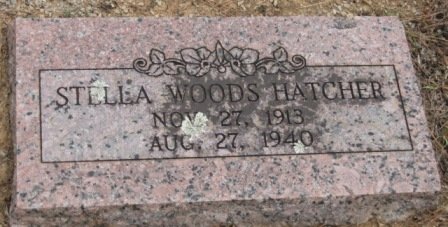 STELLA WOODS HATCHER
NOV. 27, 1913
AUG. 27, 1940